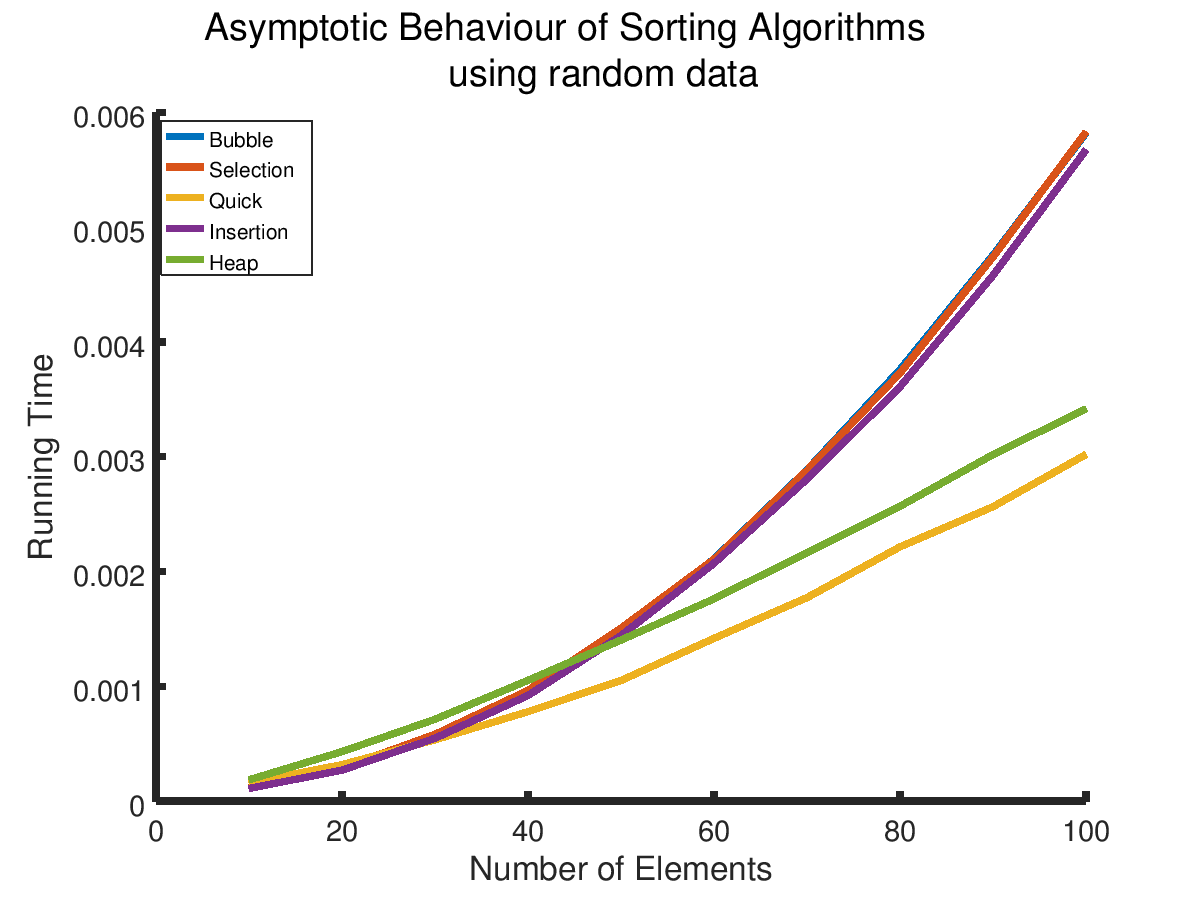 Asymptotic Behaviour of Sorting Algorithms
using random data
0.006
0.005
0.004
0.003
0.002
0.001
0
Bubble
Selection
Quick
Insertion
Heap
Running Time
0 20 40 60 80 100
Number of Elements